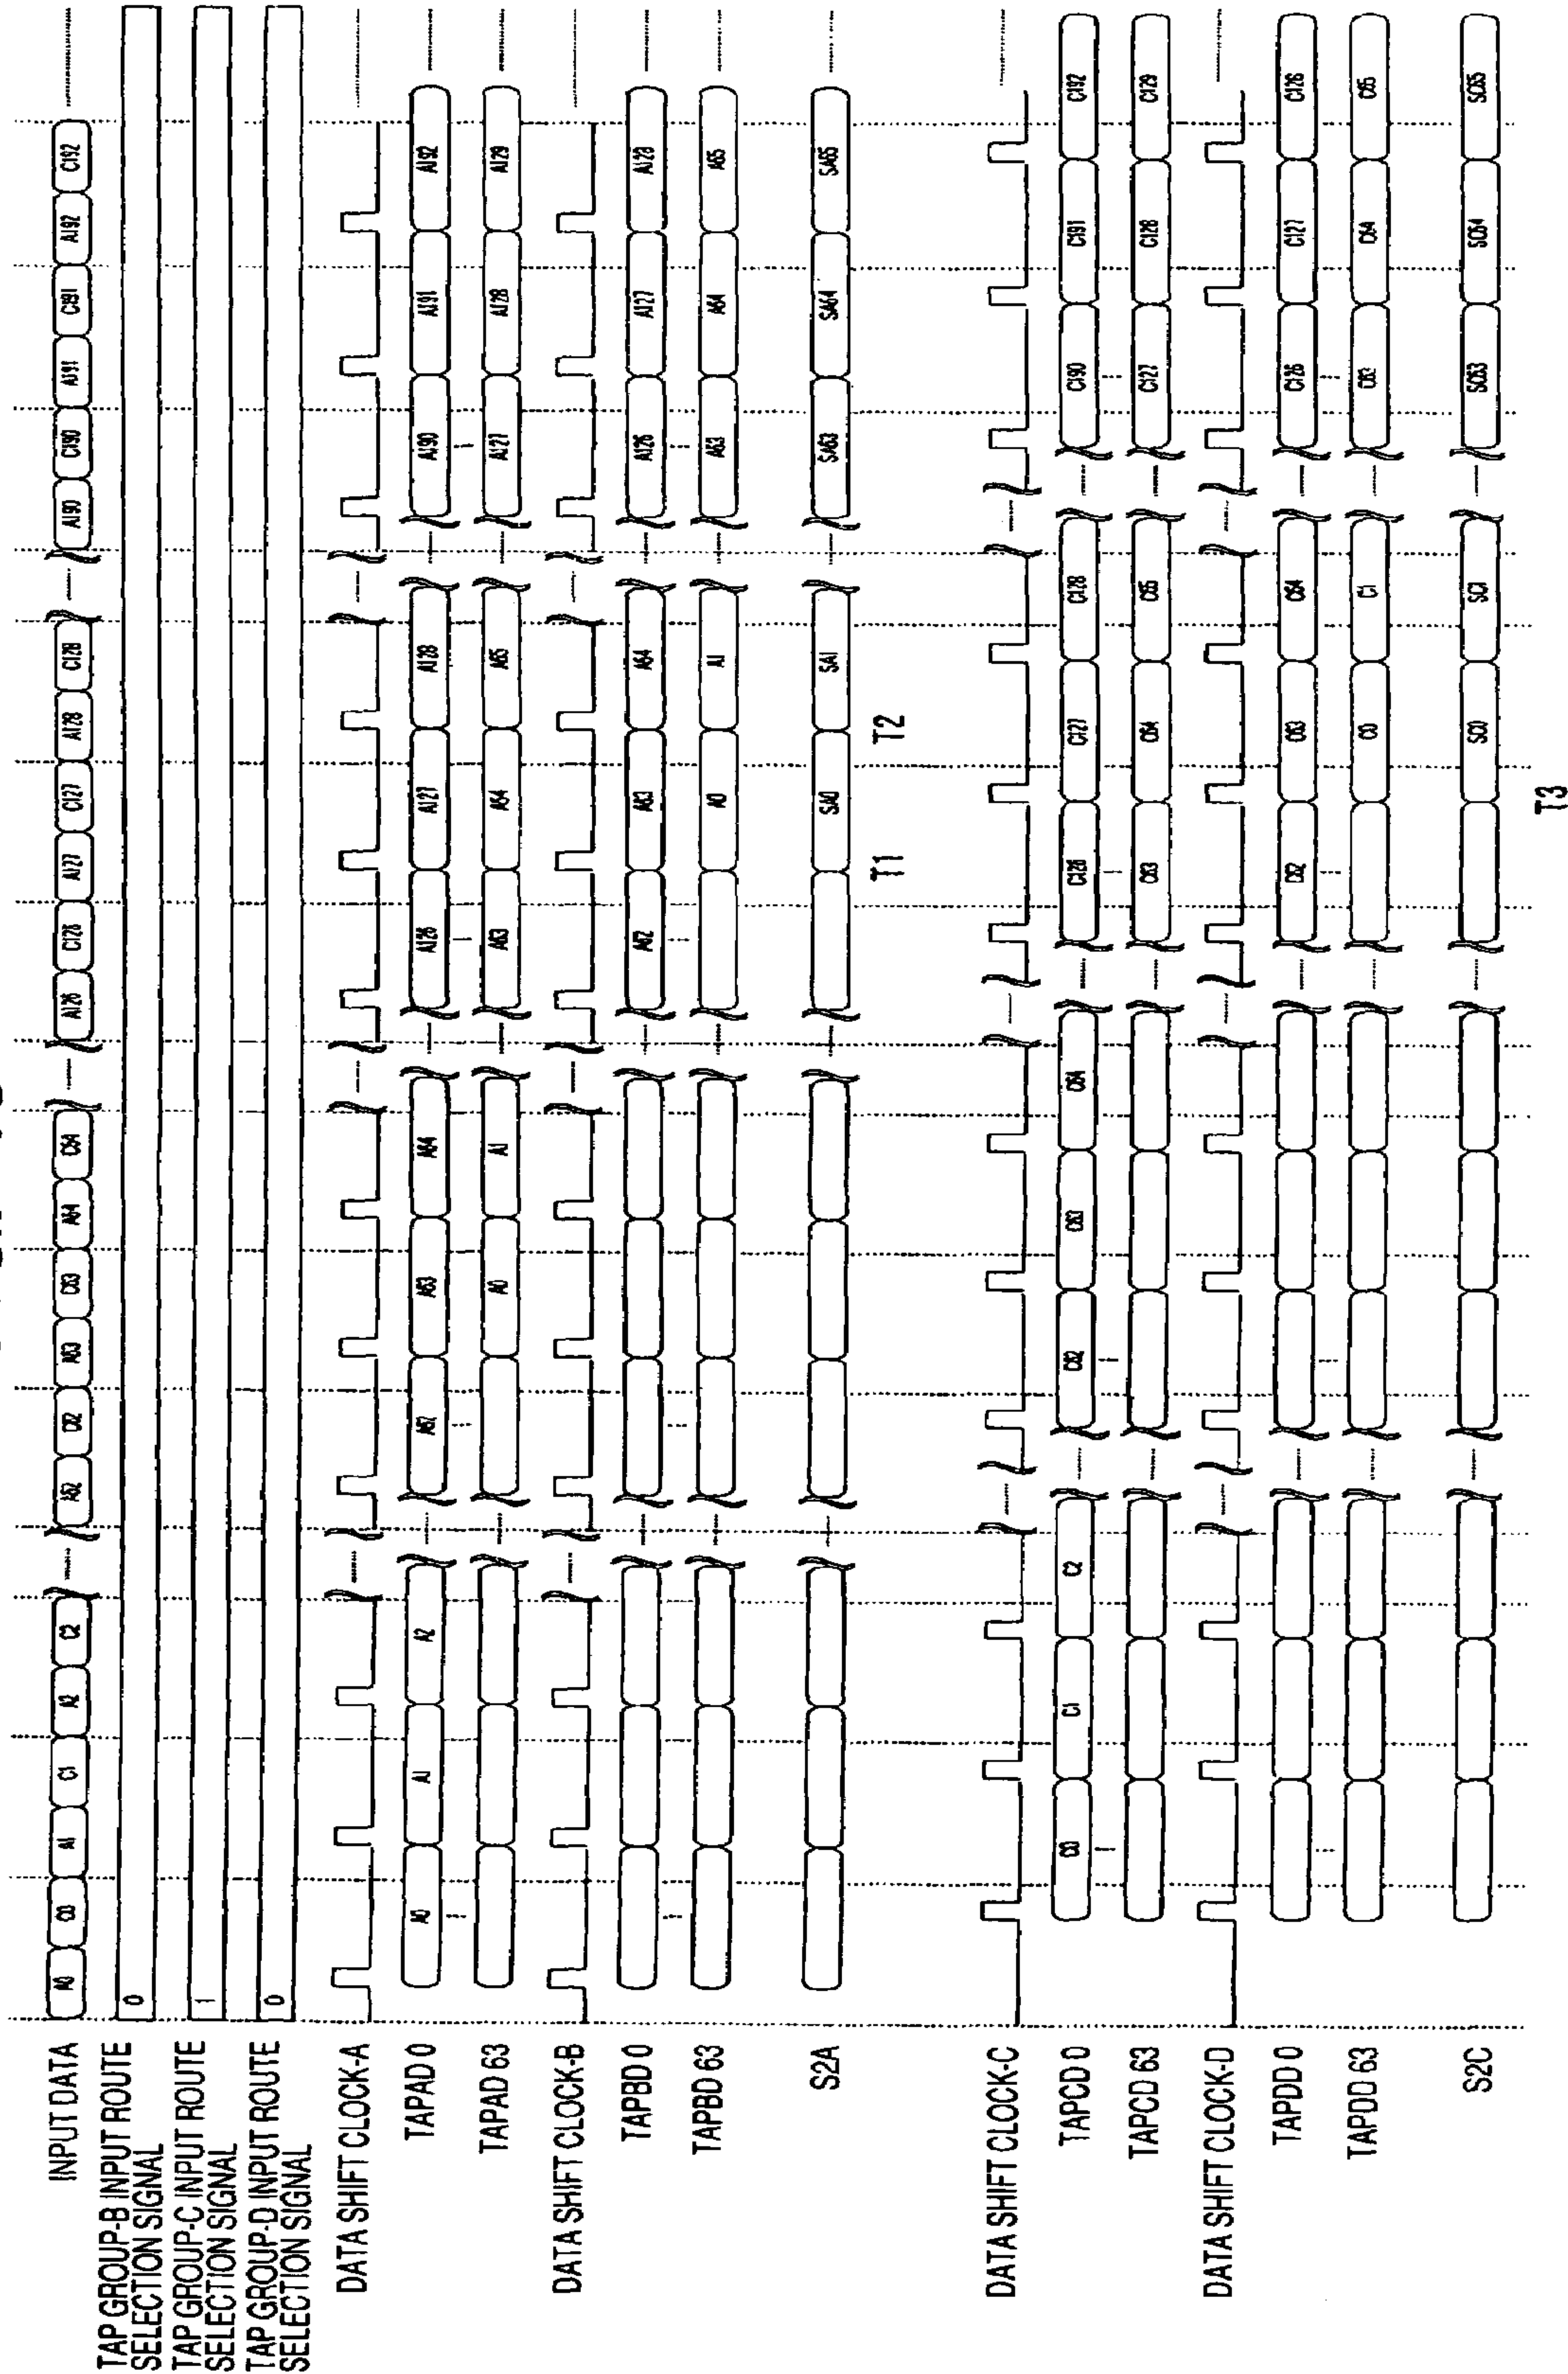 INPUT DATA A0 C0 A1 C1 A2 C2 A62 C62 A63 C63 A64 C64 A126 C126 A127 C127 A128 C128 A190 C190 A191 C191 A192 C192
TAP GROUP-B INPUT ROUTE
SELECTION SIGNAL
0
TAP GROUP-C INPUT ROUTE
SELECTION SIGNAL
1
TAP GROUP-D INPUT ROUTE
SELECTION SIGNAL
0
DATA SHIFT CLOCK-A
TAPAD 0 A0 A1 A2 A62 A63 A64 A126 A127 A128 A190 A191 A192
TAPAD 63 A0 A1 A63 A64 A65 A127 A128 A129
DATA SHIFT CLOCK-B
TAPBD 0 A62 A63 A64 A126 A127 A128
TAPBD 63 A0 A1 A63 A64 A65
S2A SA0 SA1 SA63 SA64 SA65
T1 T2
DATA SHIFT CLOCK-C
TAPCD 0 C0 C1 C2 C62 C63 C64 C126 C127 C128 C190 C191 C192
TAPCD 63 C63 C64 C65 C127 C128 C129
DATA SHIFT CLOCK-D
TAPDD 0 C62 C63 C64 C126 C127 C128
TAPDD 63 C0 C1 C63 C64 C65
S2C SC0 SC1 SC63 SC64 SC65
T3